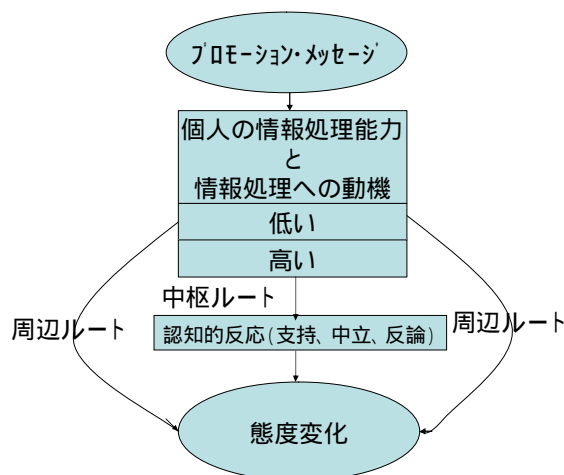 プロモーション・メッセージ
個人の情報処理能力
と
情報処理への動機
低い
高い
中枢ルート
周辺ルート
周辺ルート
認知的反応(支持、中立、反論)
態度変化